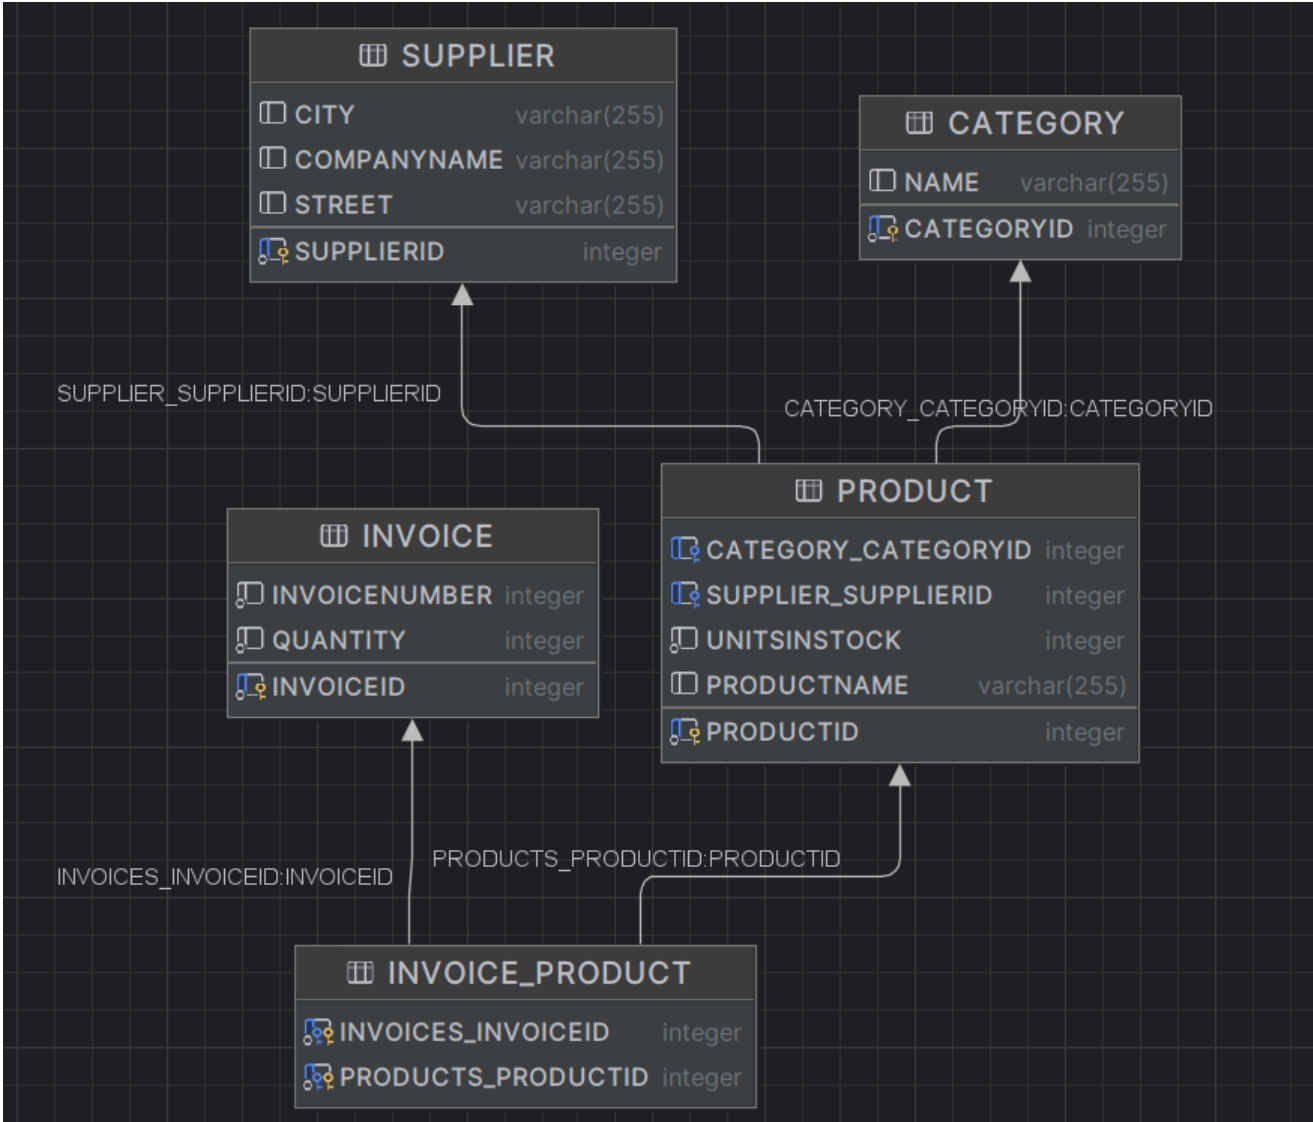 SUPPLIER
CITY varchar(255)
COMPANYNAME varchar(255)
STREET varchar(255)
SUPPLIERID integer
CATEGORY
NAME varchar(255)
CATEGORYID integer
SUPPLIER_SUPPLIERID:SUPPLIERID
CATEGORY_CATEGORYID:CATEGORYID
PRODUCT
CATEGORY_CATEGORYID integer
SUPPLIER_SUPPLIERID integer
UNITSINSTOCK integer
PRODUCTNAME varchar(255)
PRODUCTID integer
INVOICE
INVOICENUMBER integer
QUANTITY integer
INVOICEID integer
PRODUCTS_PRODUCTID:PRODUCTID
INVOICES_INVOICEID:INVOICEID
INVOICE_PRODUCT
INVOICES_INVOICEID integer
PRODUCTS_PRODUCTID integer